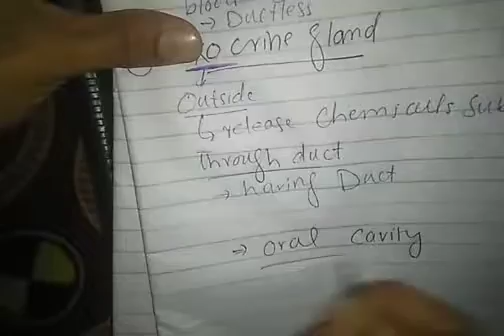 → Ductless
crine gland
Outside
↳ release chemicals
through duct
→ having Duct
→ oral cavity